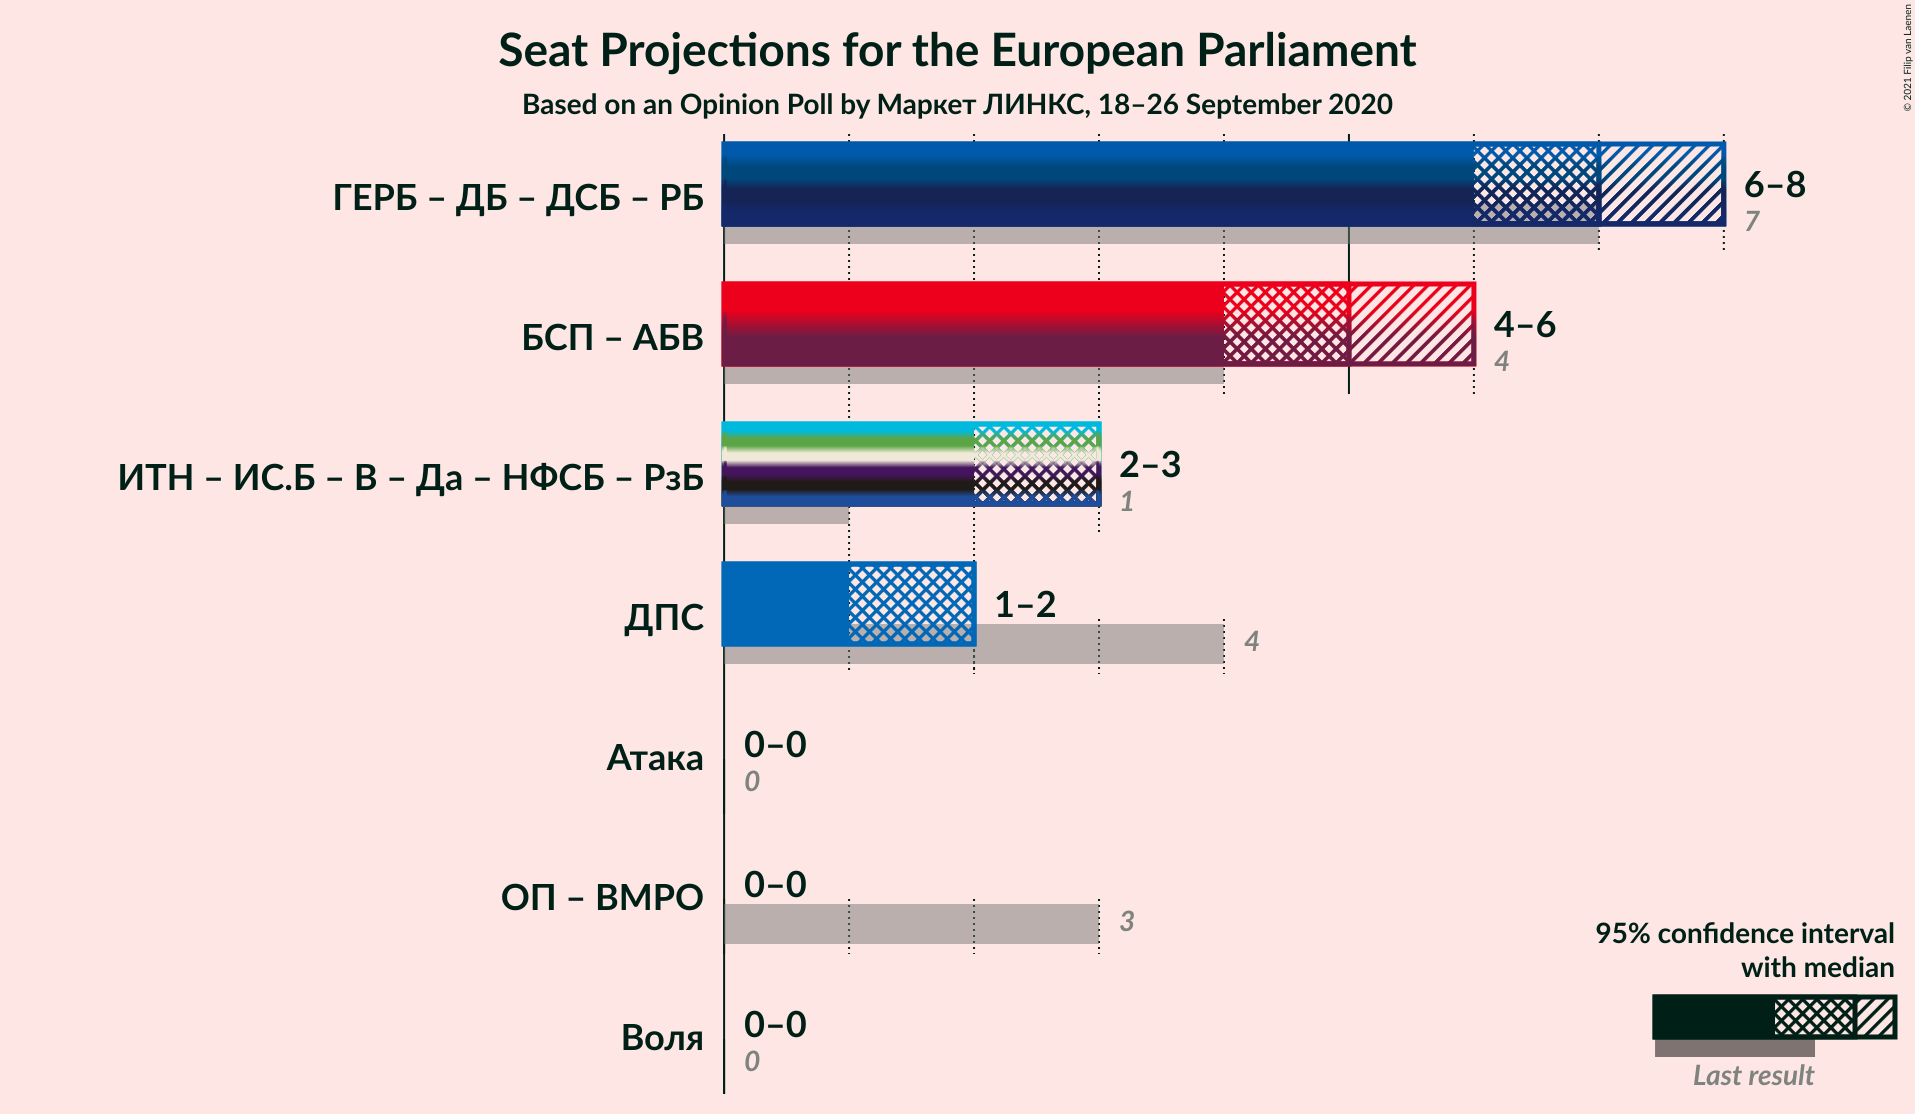 Seat Projections for the European Parliament
Based on an Opinion Poll by Маркет ЛИНКС, 18–26 September 2020
© 2021 Filip van Laenen
ГЕРБ – ДБ – ДСБ – РБ
6–8
7
БСП – АБВ
4–6
4
ИТН – ИС.Б – В – Да – НФСБ – РзБ
2–3
1
ДПС
1–2
4
Атака
0–0
0
ОП – ВМРО
0–0
3
Воля
0–0
0
95% confidence interval
with median
Last result